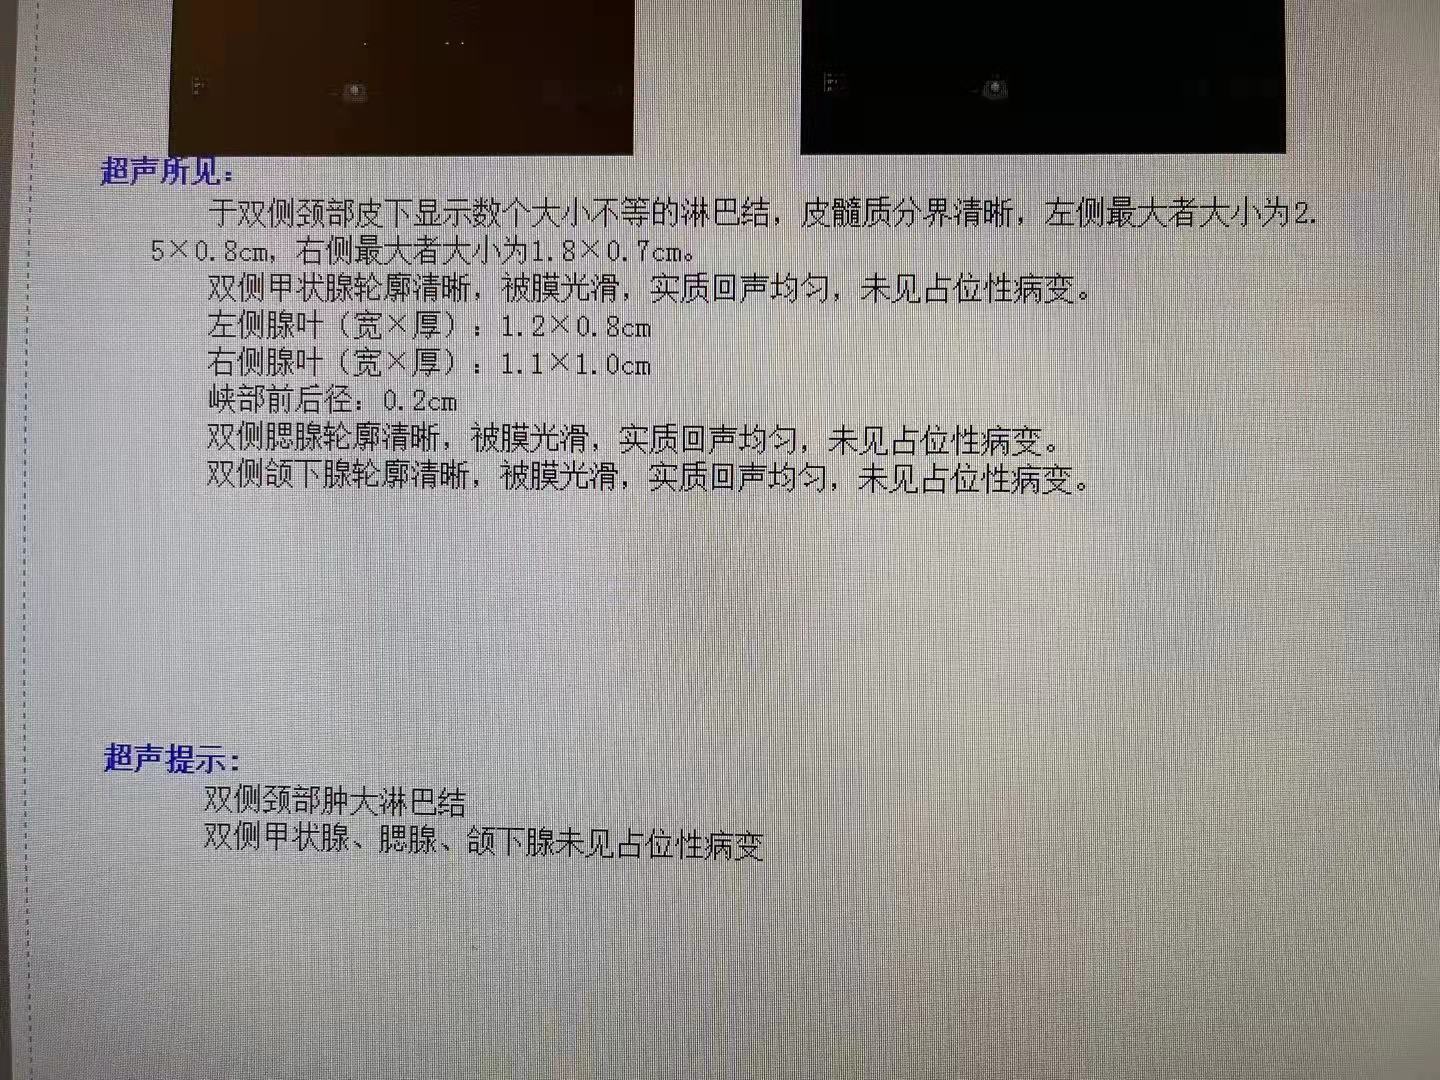 超声所见：
于双侧颈部皮下显示数个大小不等的淋巴结，皮髓质分界清晰，左侧最大者大小为2.
5×0.8cm，右侧最大者大小为1.8×0.7cm。
双侧甲状腺轮廓清晰，被膜光滑，实质回声均匀，未见占位性病变。
左侧腺叶（宽×厚）：1.2×0.8cm
右侧腺叶（宽×厚）：1.1×1.0cm
峡部前后径：0.2cm
双侧腮腺轮廓清晰，被膜光滑，实质回声均匀，未见占位性病变。
双侧颌下腺轮廓清晰，被膜光滑，实质回声均匀，未见占位性病变。
超声提示：
双侧颈部肿大淋巴结
双侧甲状腺、腮腺、颌下腺未见占位性病变